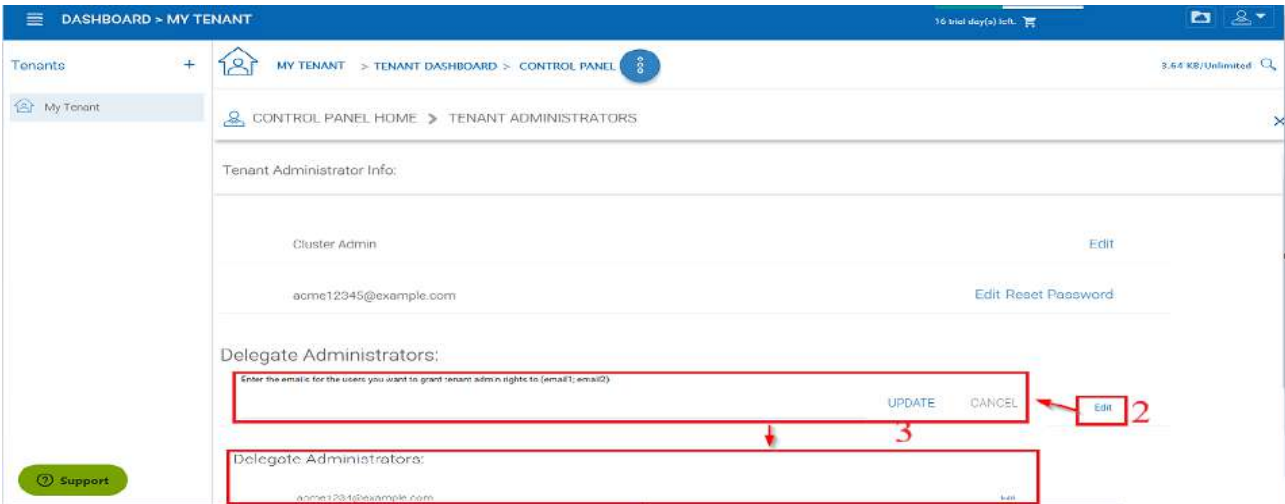 DASHBOARD > MY TENANT
16 trial day(s) left.
Tenants +
MY TENANT > TENANT DASHBOARD > CONTROL PANEL
3.64 KB/Unlimited
My Tenant
CONTROL PANEL HOME > TENANT ADMINISTRATORS
Tenant Administrator Info:
Cluster Admin Edit
acme12345@example.com Edit Reset Password
Delegate Administrators:
Enter the emails for the users you want to grant tenant admin rights to (email1; email2)
UPDATE CANCEL Edit 2
3
Delegate Administrators:
acme1234@example.com Edit
Support